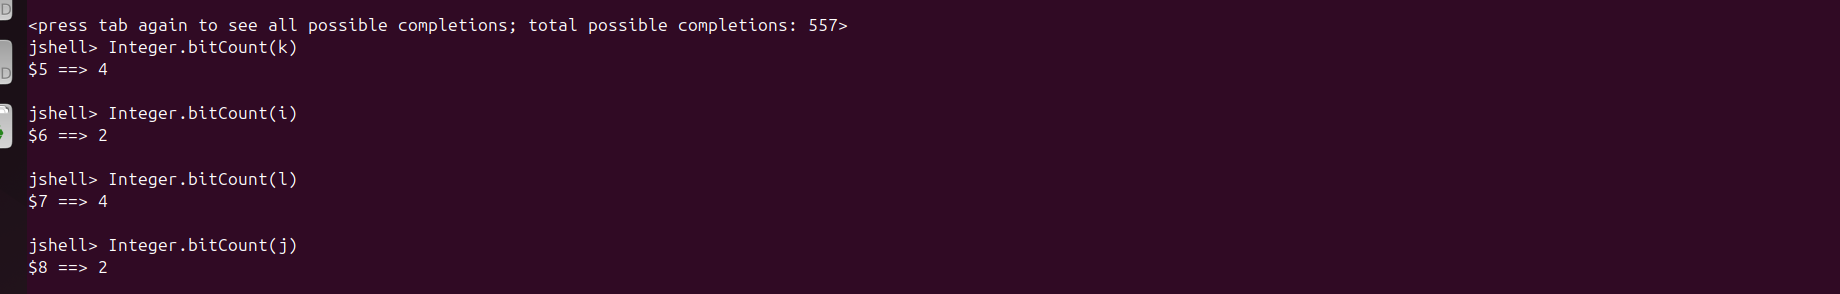 <press tab again to see all possible completions; total possible completions: 557>
jshell> Integer.bitCount(k)
$5 ==> 4
jshell> Integer.bitCount(i)
$6 ==> 2
jshell> Integer.bitCount(l)
$7 ==> 4
jshell> Integer.bitCount(j)
$8 ==> 2